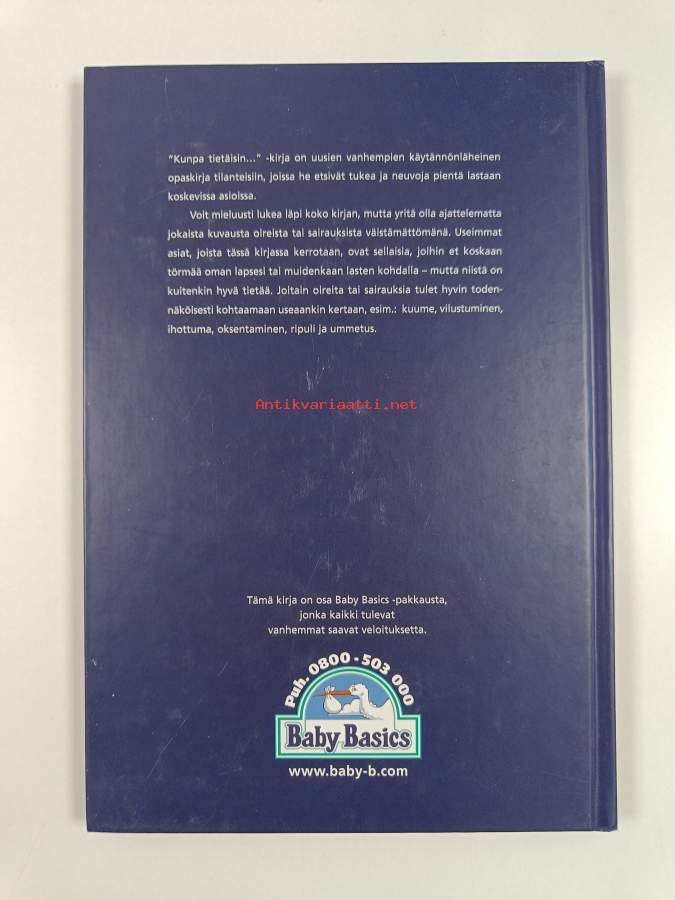 "Kunpa tietäisin..." -kirja on uusien vanhempien käytännönläheinen
opaskirja tilanteisiin, joissa he etsivät tukea ja neuvoja pientä lastaan
koskevissa asioissa.
Voit mieluusti lukea läpi koko kirjan, mutta yritä olla ajattelematta
jokaista kuvausta oireista tai sairauksista väistämättömänä. Useimmat
asiat, joista tässä kirjassa kerrotaan, ovat sellaisia, joihin et koskaan
törmää oman lapsesi tai muidenkaan lasten kohdalla – mutta niistä on
kuitenkin hyvä tietää. Joitain oireita tai sairauksia tulet hyvin toden-
näköisesti kohtaamaan useaankin kertaan, esim.: kuume, vilustuminen,
ihottuma, oksentaminen, ripuli ja ummetus.
Antikvariaatti.net
Tämä kirja on osa Baby Basics -pakkausta,
jonka kaikki tulevat
vanhemmat saavat veloituksetta.
Puh. 0800 - 503 000
Baby Basics
www.baby-b.com